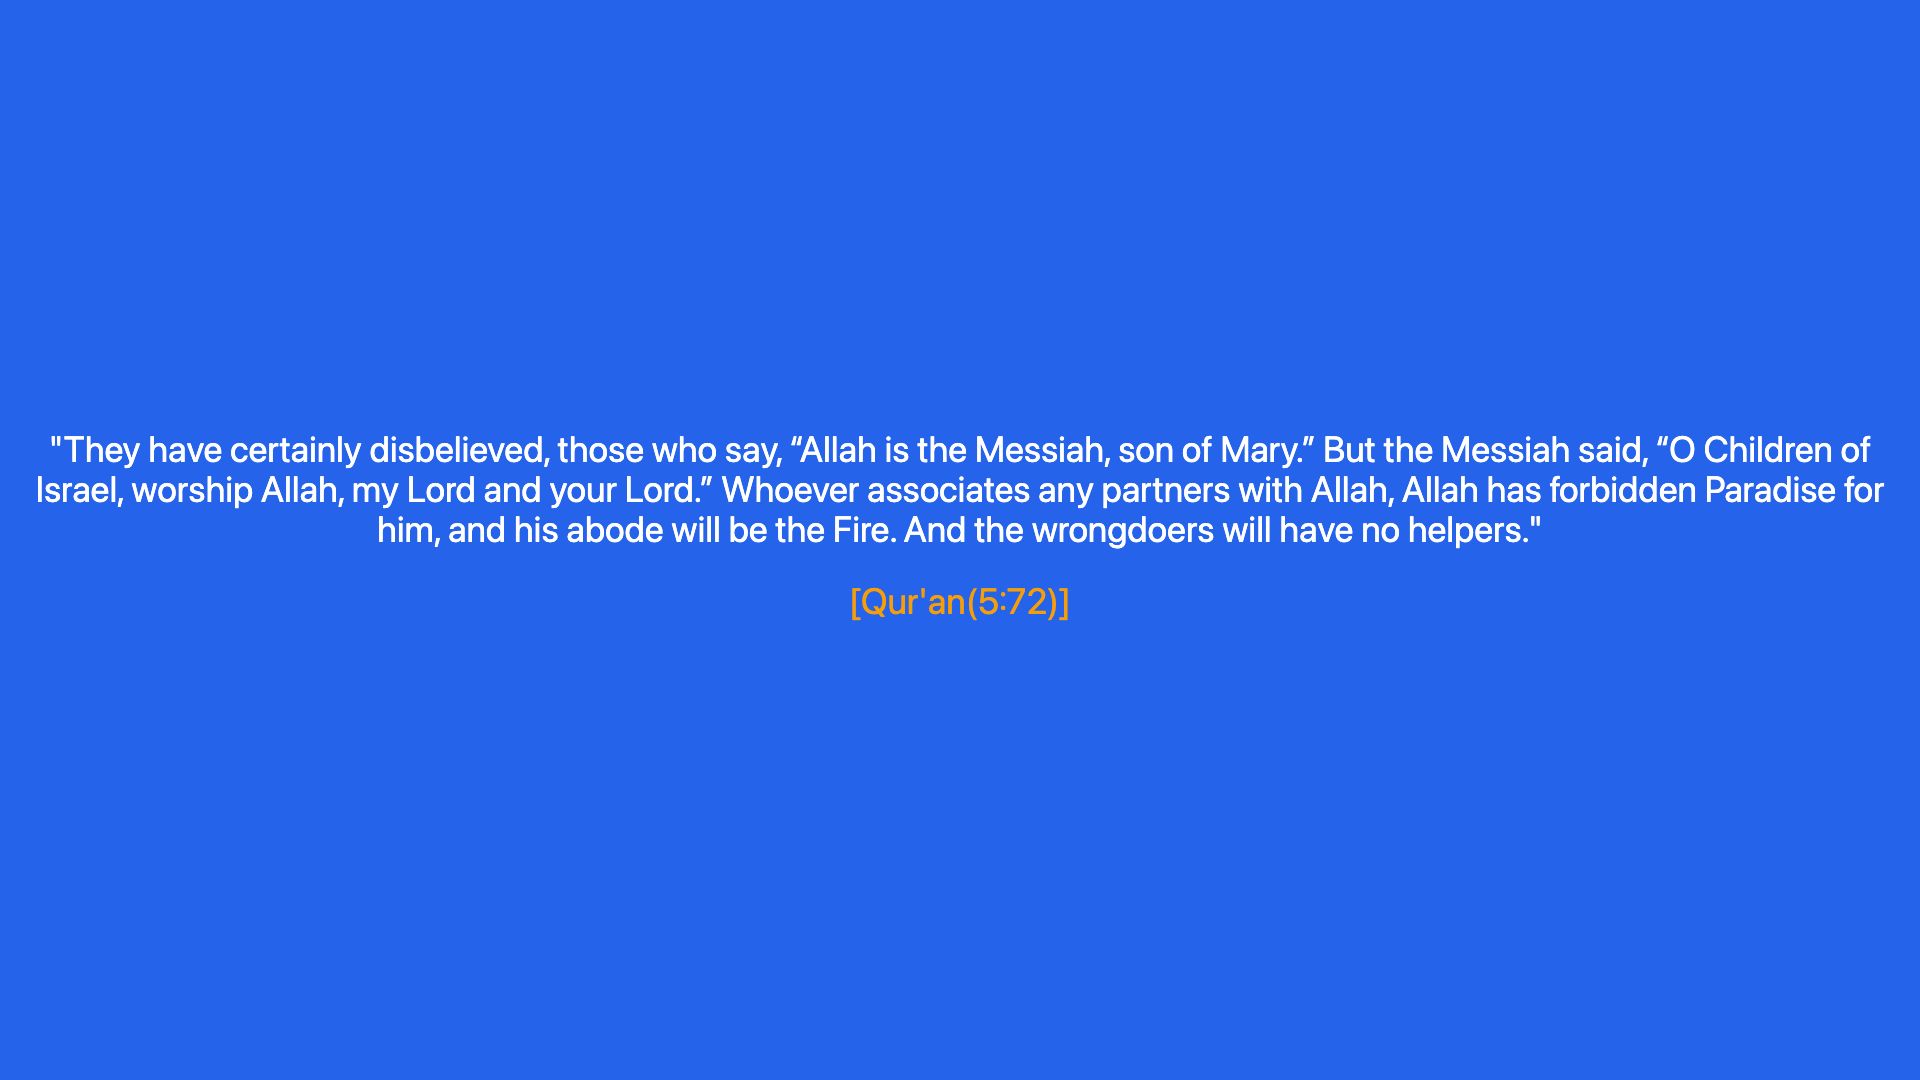 "They have certainly disbelieved, those who say, “Allah is the Messiah, son of Mary.” But the Messiah said, “O Children of
Israel, worship Allah, my Lord and your Lord.” Whoever associates any partners with Allah, Allah has forbidden Paradise for
him, and his abode will be the Fire. And the wrongdoers will have no helpers."
[Qur'an(5:72)]